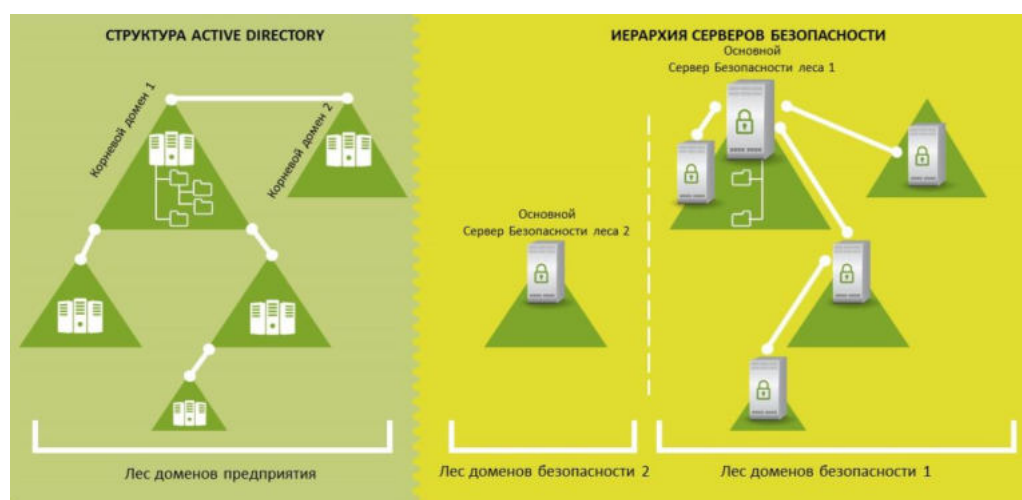 СТРУКТУРА ACTIVE DIRECTORY
Корневой домен 1
Корневой домен 2
Лес доменов предприятия
ИЕРАРХИЯ СЕРВЕРОВ БЕЗОПАСНОСТИ
Основной
Сервер Безопасности леса 1
Основной
Сервер Безопасности леса 2
Лес доменов безопасности 2
Лес доменов безопасности 1